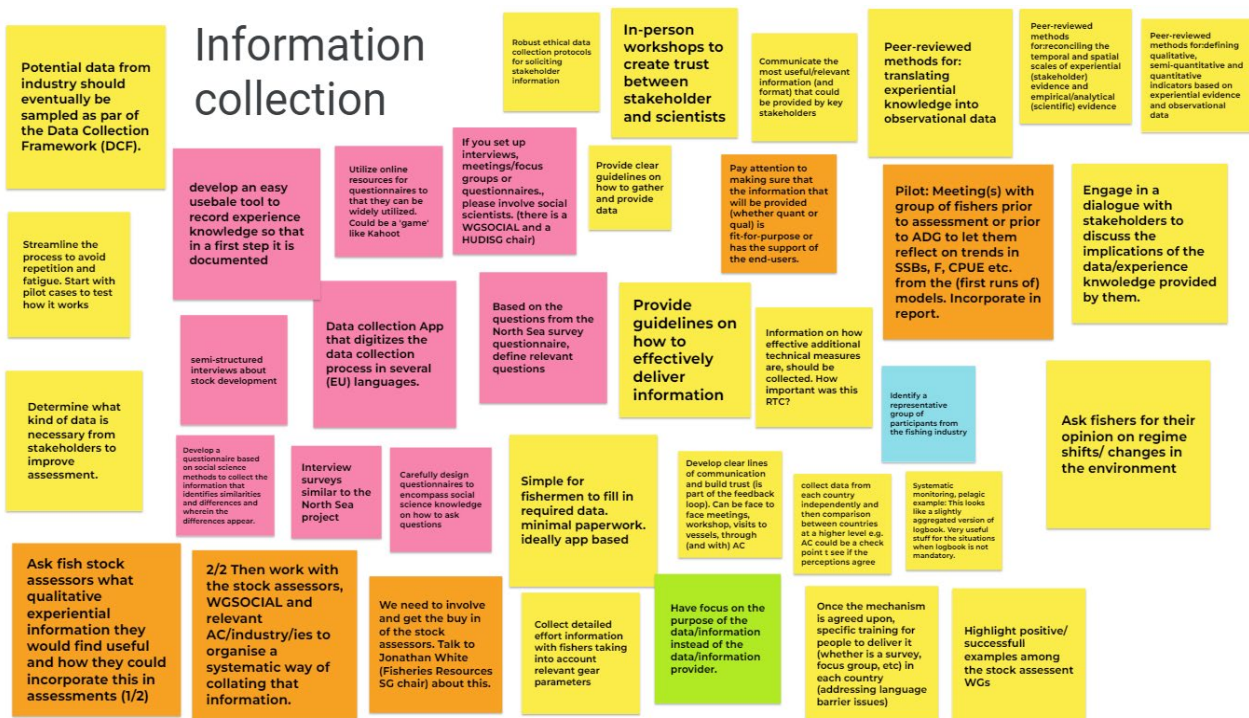 Information
collection
Potential data from
industry should
eventually be
sampled as par of
the Data Collection
Framework (DCF).
Robust ethical data
collection protocols
for soliciting
stakeholder
information
In-person
workshops to
create trust
between
stakeholder
and scientists
Communicate the
most useful/relevant
information (and
format) that could
be provided by key
stakeholders
Peer-reviewed
methods for:
translating
experiential
knowledge into
observational data
Peer-reviewed
methods
for:reconciling the
temporal and spatial
scales of experiential
(stakeholder)
evidence and
empirical/analytical
(scientific) evidence
Peer-reviewed
methods for:defining
qualitative,
semi-quantitative and
quantitative
indicators based on
experiential evidence
and observational
data
develop an easy
usebale tool to
record experience
knowledge so that
in a first step it is
documented
Utilize online
resources for
questionnaires to
that they can be
widely utilized.
Could be a 'game'
like Kahoot
If you set up
interviews,
meetings/focus
groups or
questionnaires.,
please involve
social scientists.
(there is a
WGSOCIAL and a
HUDISG chair)
Provide clear
guidelines on
how to gather
and provide
data
Pay attention to
making sure that
the information that
will be provided
(whether quant or
qual) is
fit-for-purpose or
has the support of
the end-users.
Pilot: Meeting(s) with
group of fishers prior
to assessment or prior
to ADG to let them
reflect on trends in
SSBs, F, CPUE etc.
from the (first runs of)
models. Incorporate in
report.
Engage in a
dialogue with
stakeholders to
discuss the
implications of the
data/experience
knwoledge provided
by them.
Streamline the
process to avoid
repetition and
fatigue. Start with
pilot cases to test
how it works
semi-structured
interviews about
stock development
Data collection App
that digitizes the
data collection
process in several
(EU) languages.
Based on the
questions from the
North Sea survey
questionnaire,
define relevant
questions
Provide
guidelines on
how to
effectively
deliver
information
Information on how
effective additional
technical measures
are, should be
collected. How
important was this
RTC?
Identify a
representative
group of
participants from
the fishing industry
Ask fishers for their
opinion on regime
shifts/ changes in
the environment
Determine what
kind of data is
necessary from
stakeholders to
improve
assessment.
Develop a
questionnaire based
on social science
methods to collect the
information that
identifies similarities
and differences and
wherein the
differences appear.
Interview
surveys
similar to the
North Sea
project
Carefully design
questionnaires to
encompass social
science knowledge
on how to ask
questions
Simple for
fishermen to fill in
required data.
minimal paperwork.
ideally app based
Develop clear lines
of communication
and build trust (is
part of the feedback
loop). Can be face to
face meetings,
workshop, visits to
vessels, through
(and with) AC
collect data from
each country
independently and
then comparison
between countries
at a higher level e.g.
AC could be a check
point t see if the
perceptions agree
Systematic
monitoring, pelagic
example: This looks
like a slightly
aggregated version of
logbook. Very useful
stuff for the situations
when logbook is not
mandatory.
Ask fish stock
assessors what
qualitative
experiential
information they
would find useful
and how they could
incorporate this in
assessments (1/2)
2/2 Then work with
the stock assessors,
WGSOCIAL and
relevant
AC/industry/ies to
organise a
systematic way of
collating that
information.
We need to involve
and get the buy in
of the stock
assessors. Talk to
Jonathan White
(Fisheries Resources
SG chair) about this.
Collect detailed
effort information
with fishers taking
into account
relevant gear
parameters
Have focus on the
purpose of the
data/information
instead of the
data/information
provider.
Once the mechanism
is agreed upon,
specific training for
people to deliver it
(whether is a survey,
focus group, etc) in
each country
(addressing language
barrier issues)
Highlight positive/
successfull
examples among
the stock assessent
WGs